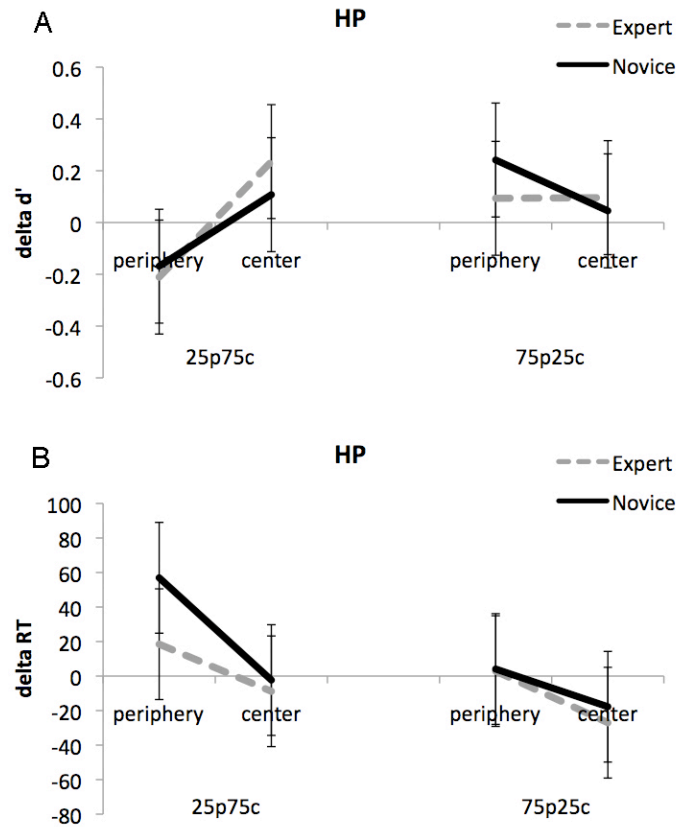 A
HP
Expert
Novice
0.6
0.4
0.2
0
-0.2
-0.4
-0.6
delta d'
periphery center periphery center
25p75c 75p25c
B
HP
Expert
Novice
100
80
60
40
20
0
-20
-40
-60
-80
delta RT
periphery center periphery center
25p75c 75p25c